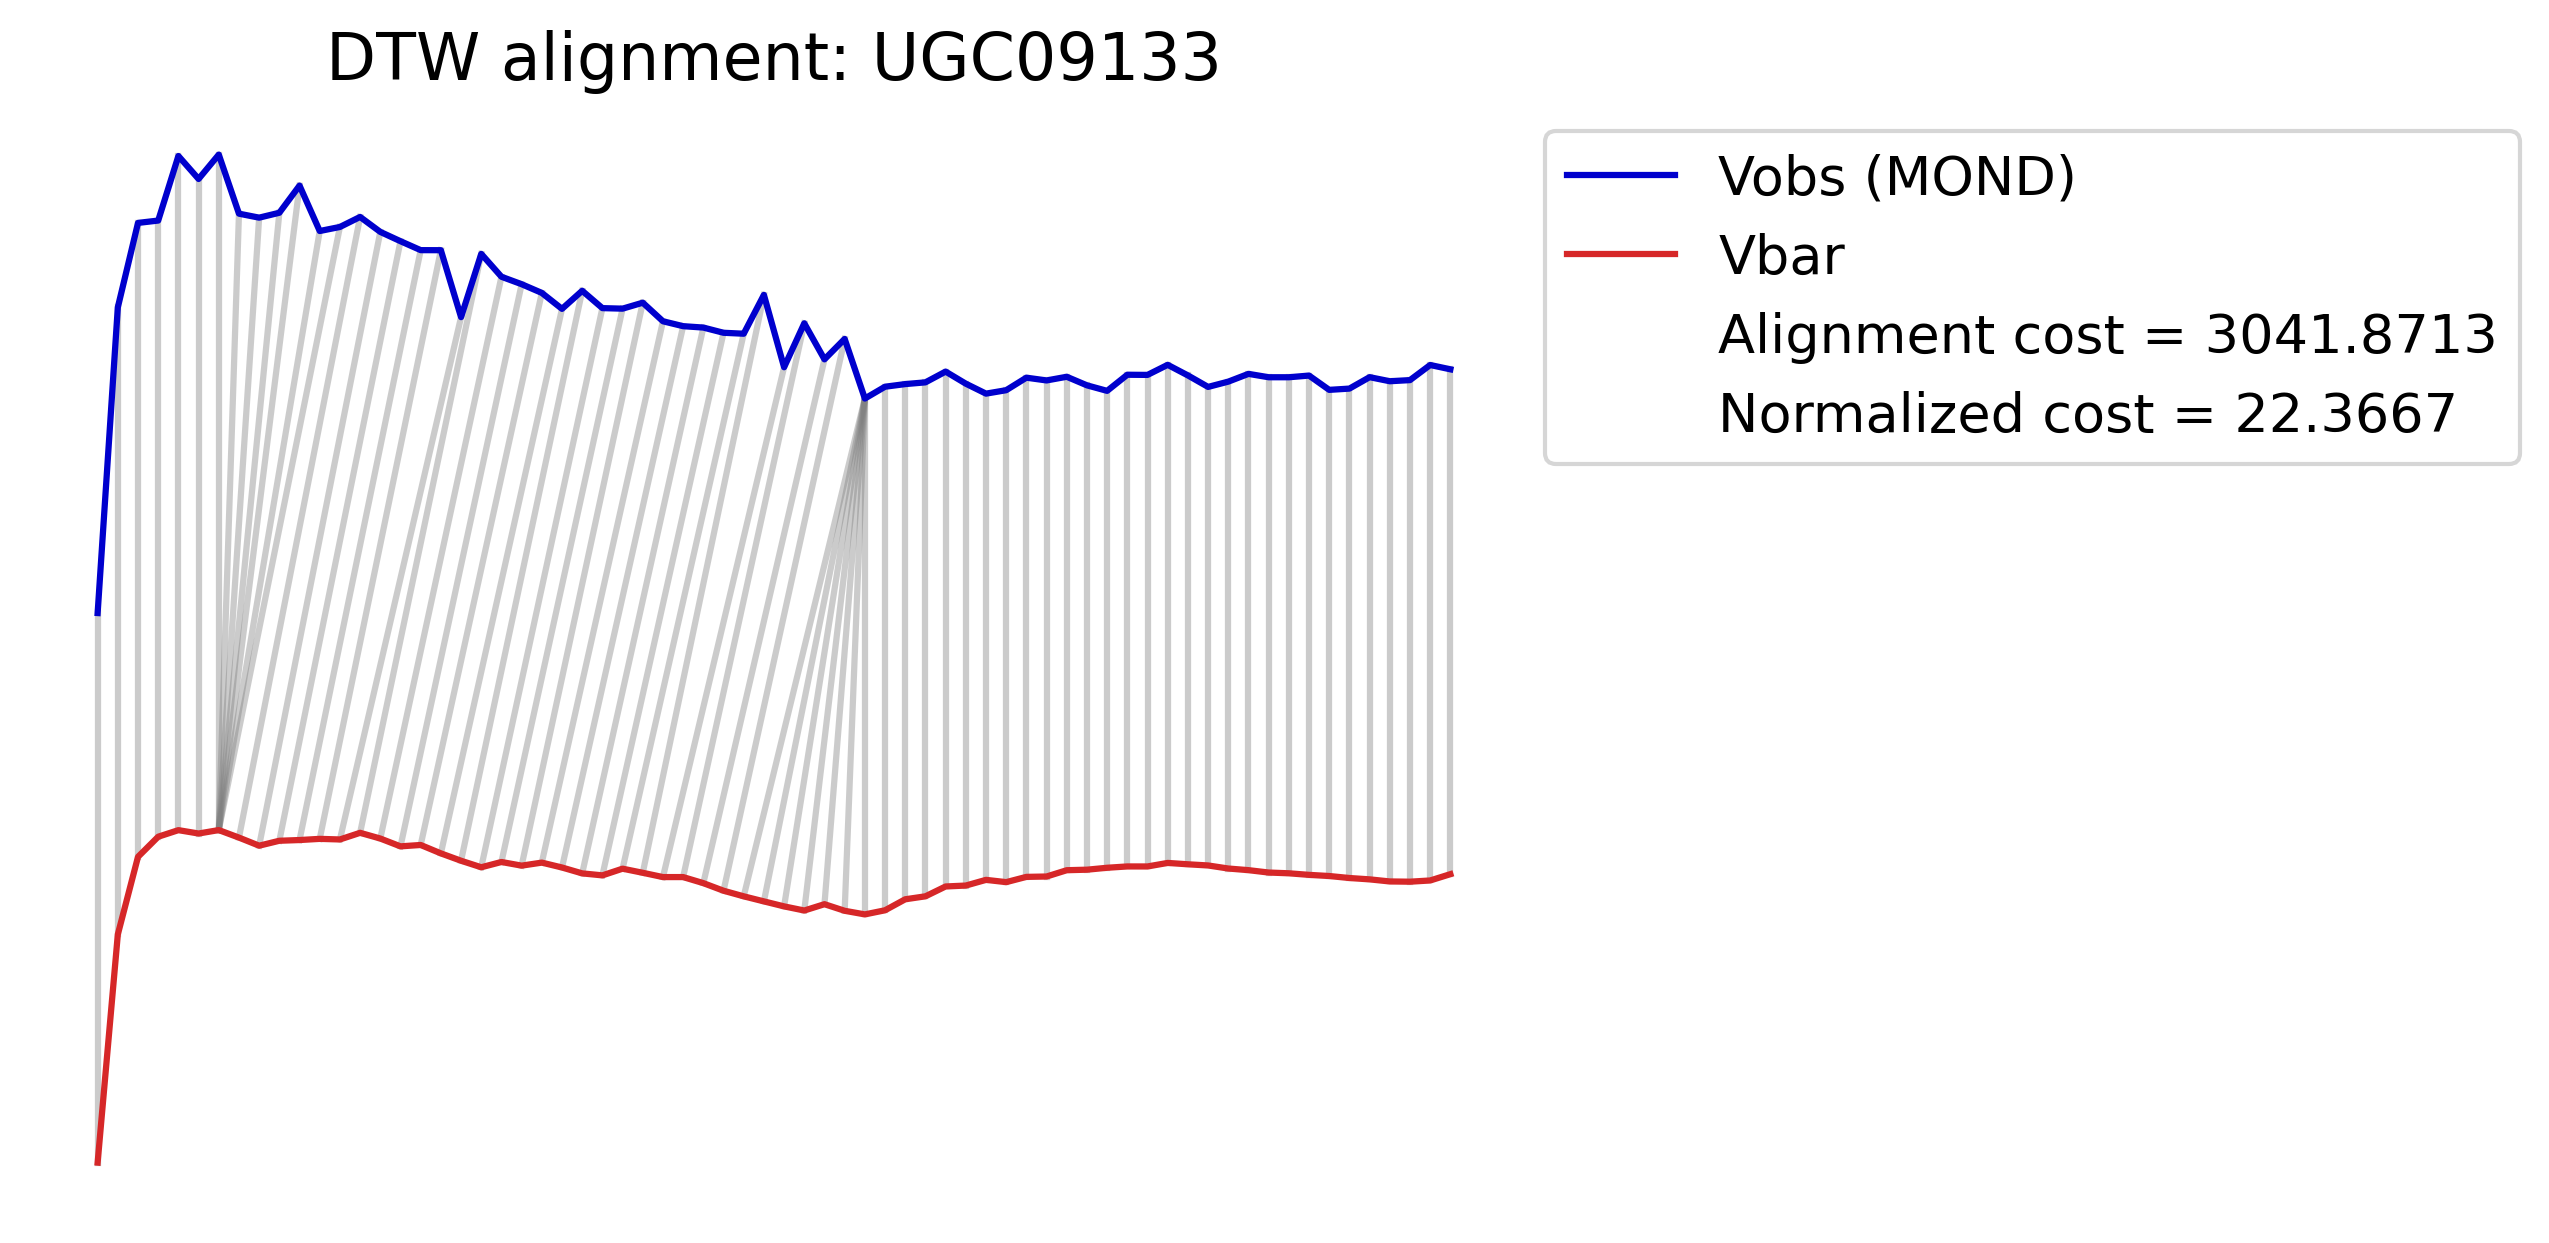 DTW alignment: UGC09133
Vobs (MOND)
Vbar
Alignment cost = 3041.8713
Normalized cost = 22.3667